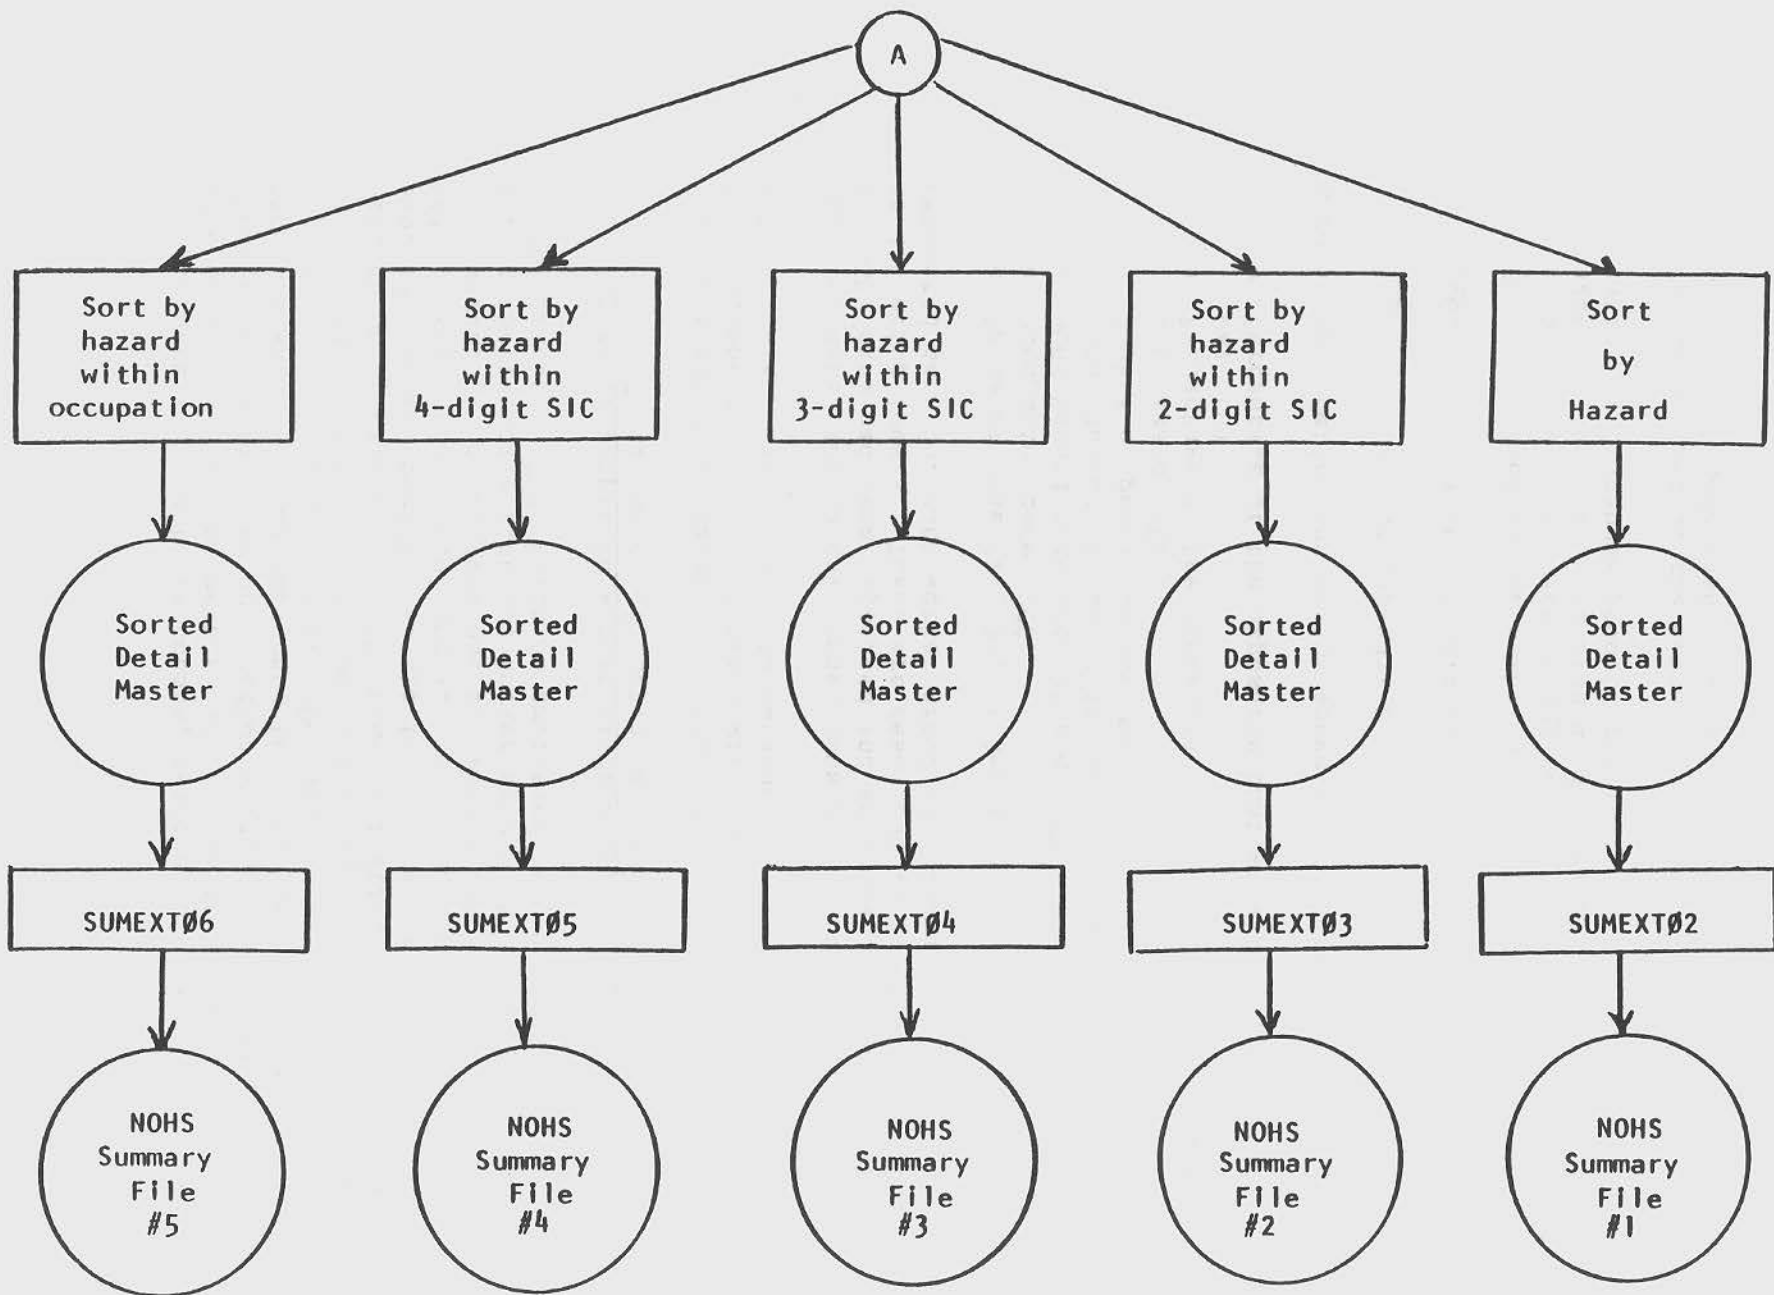 A
Sort by
hazard
within
occupation
Sort by
hazard
within
4-digit SIC
Sort by
hazard
within
3-digit SIC
Sort by
hazard
within
2-digit SIC
Sort
by
Hazard
Sorted
Detail
Master
Sorted
Detail
Master
Sorted
Detail
Master
Sorted
Detail
Master
Sorted
Detail
Master
SUMEXTØ6
SUMEXTØ5
SUMEXTØ4
SUMEXTØ3
SUMEXTØ2
NOHS
Summary
File
#5
NOHS
Summary
File
#4
NOHS
Summary
File
#3
NOHS
Summary
File
#2
NOHS
Summary
File
#1